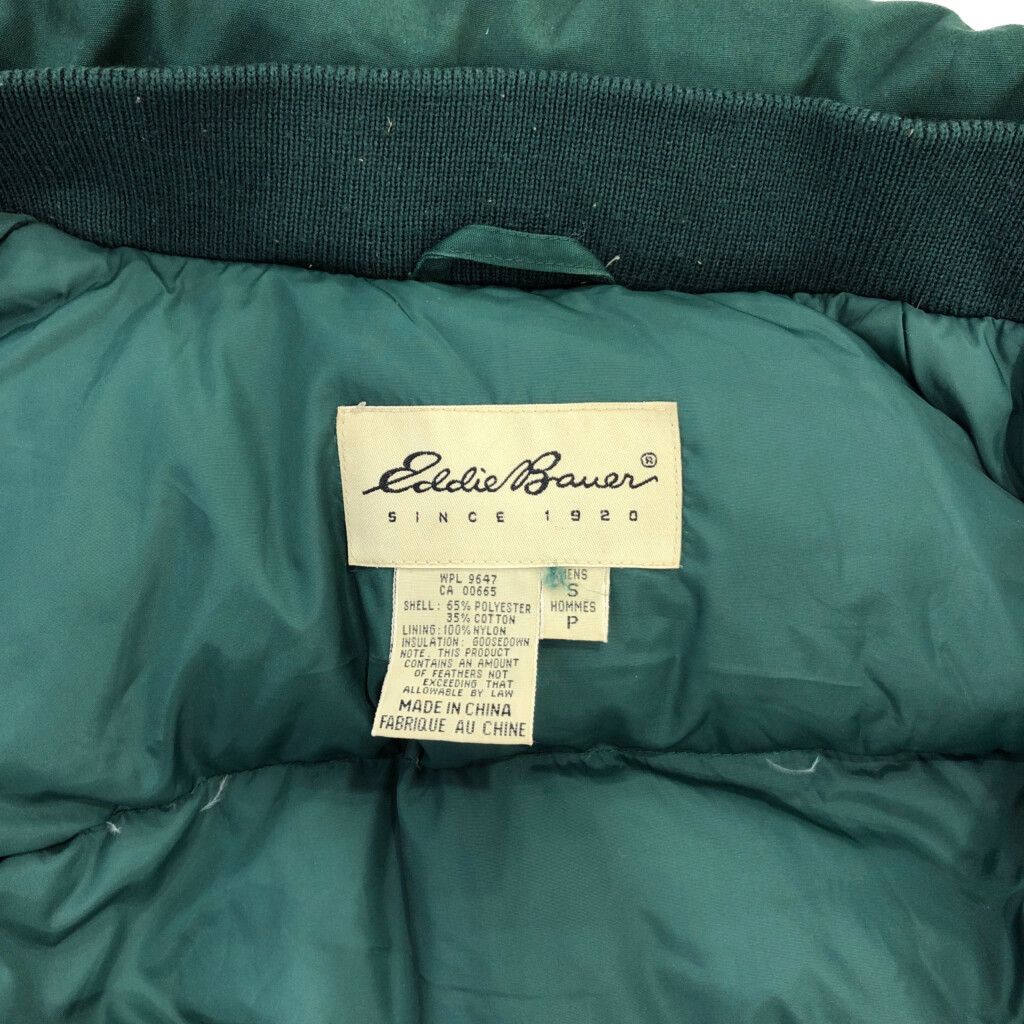 Eddie Bauer®
SINCE 1920
WPL 9647
CA 00665
SHELL: 65% POLYESTER
35% COTTON
LINING: 100% NYLON
INSULATION: GOOSEDOWN
NOTE. THIS PRODUCT
CONTAINS AN AMOUNT
OF FEATHERS NOT
EXCEEDING THAT
ALLOWABLE BY LAW
MADE IN CHINA
FABRIQUE AU CHINE
MENS
S
HOMMES
P